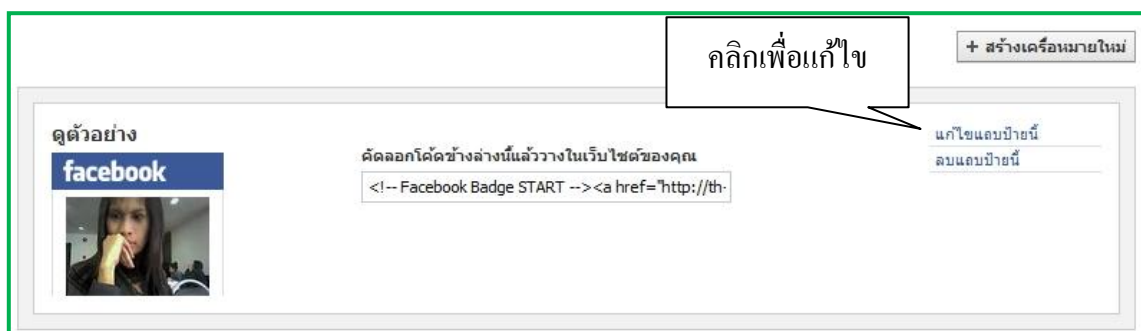 คลิกเพื่อแก้ไข
+ สร้างเครื่องหมายใหม่
ดูตัวอย่าง
facebook
คัดลอกโค้ดข้างล่างนี้แล้ววางในเว็บไซต์ของคุณ
<!-- Facebook Badge START --><a href="http://th-
แก้ไขแถบป้ายนี้
ลบแถบป้ายนี้